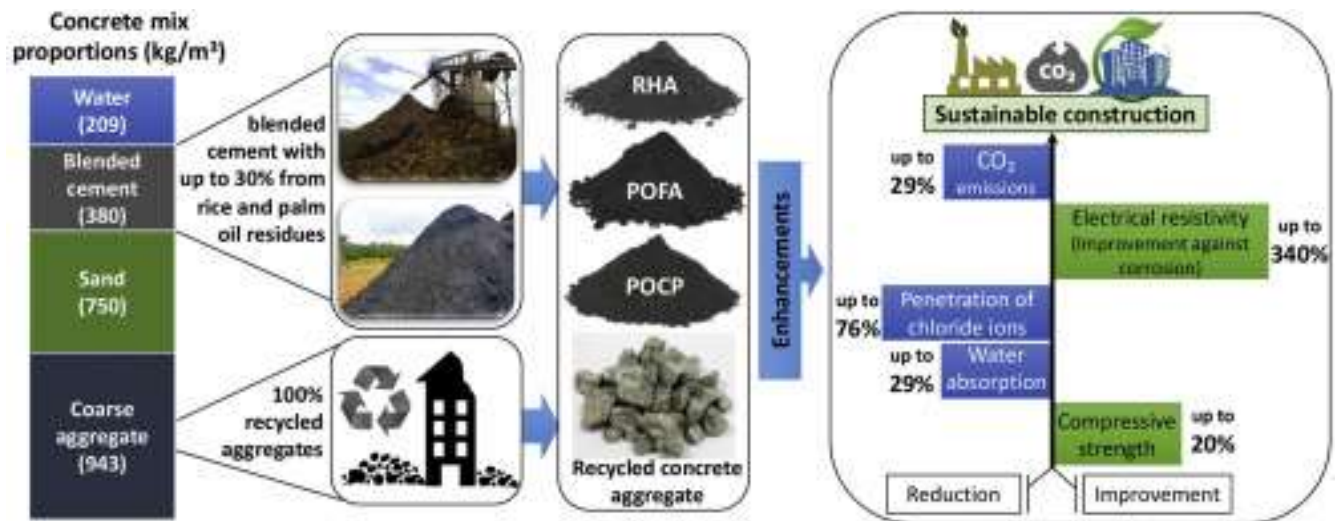 Concrete mix
proportions (kg/m³)
Water
(209)
Blended
cement
(380)
Sand
(750)
Coarse
aggregate
(943)
blended
cement with
up to 30% from
rice and palm
oil residues
100%
recycled
aggregates
RHA
POFA
POCP
Recycled concrete
aggregate
Enhancements
CO₂
Sustainable construction
up to
29%
CO₂
emissions
Electrical resistivity
(Improvement against
corrosion)
up to
340%
up to
76%
Penetration of
chloride ions
up to
29%
Water
absorption
Compressive
strength
up to
20%
Reduction
Improvement